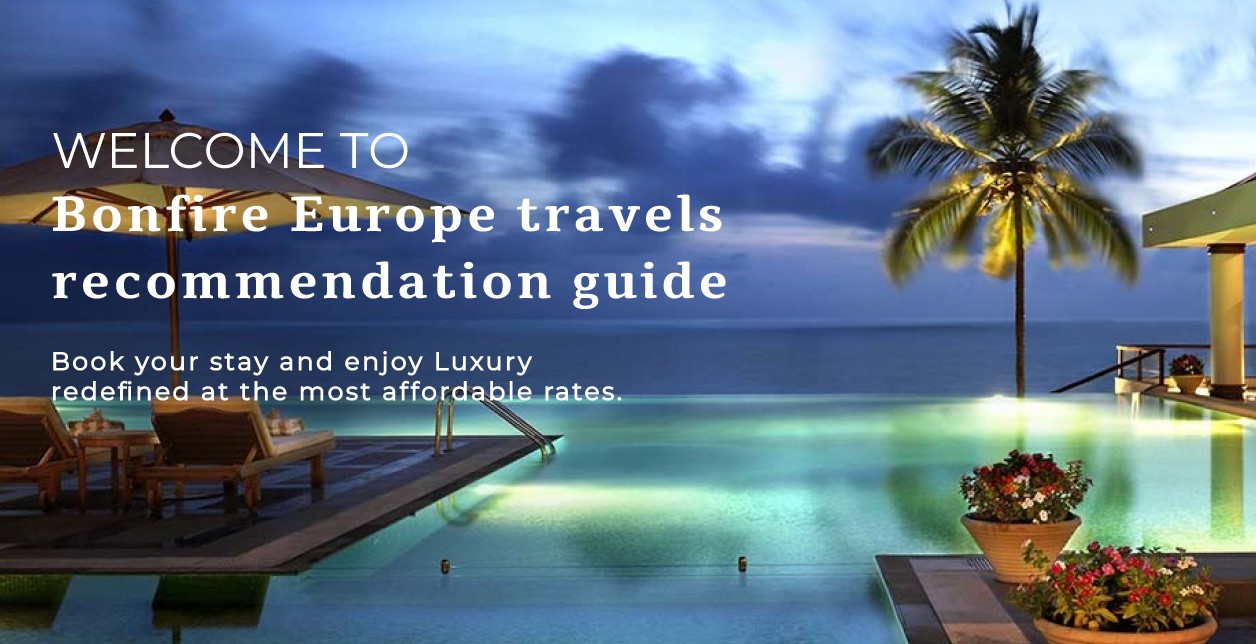 WELCOME TO
Bonfire Europe travels
recommendation guide
Book your stay and enjoy Luxury
redefined at the most affordable rates.